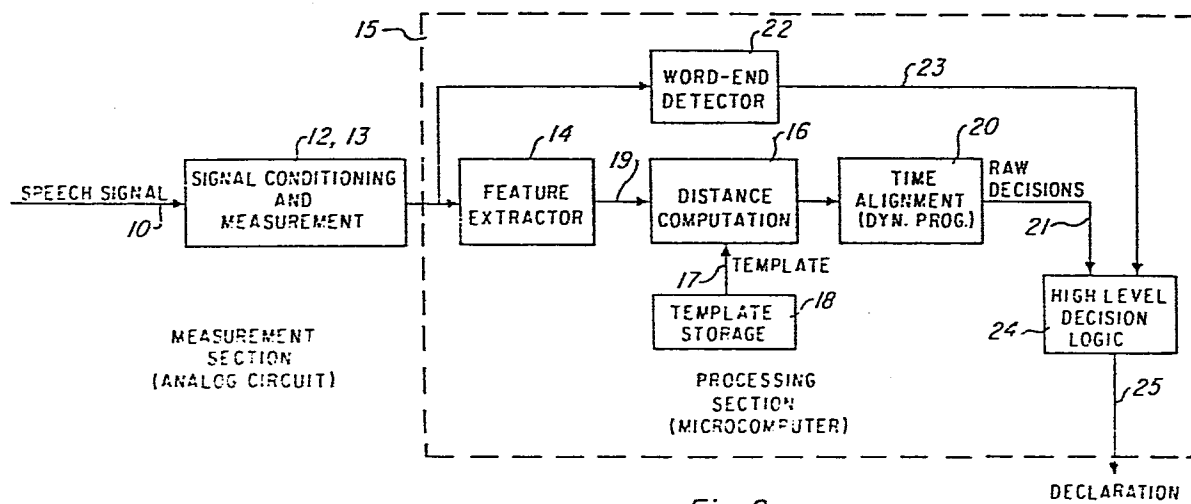 15
22
WORD-END
DETECTOR
23
12, 13
14
19
16
20
SPEECH SIGNAL
10
SIGNAL CONDITIONING
AND
MEASUREMENT
FEATURE
EXTRACTOR
DISTANCE
COMPUTATION
TIME
ALIGNMENT
(DYN. PROG.)
RAW
DECISIONS
21
17
TEMPLATE
TEMPLATE
STORAGE
18
HIGH LEVEL
DECISION
LOGIC
24
MEASUREMENT
SECTION
(ANALOG CIRCUIT)
PROCESSING
SECTION
(MICROCOMPUTER)
25
DECLARATION